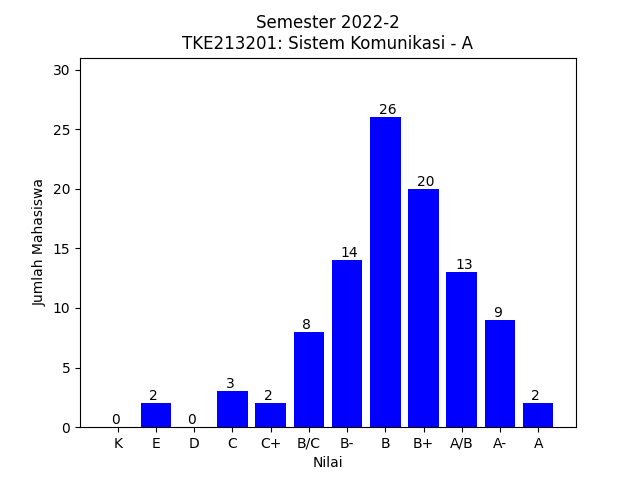 Semester 2022-2
TKE213201: Sistem Komunikasi - A
30
25
20
15
10
5
0
Jumlah Mahasiswa
0
2
0
3
2
8
14
26
20
13
9
2
K
E
D
C
C+
B/C
B-
B
B+
A/B
A-
A
Nilai